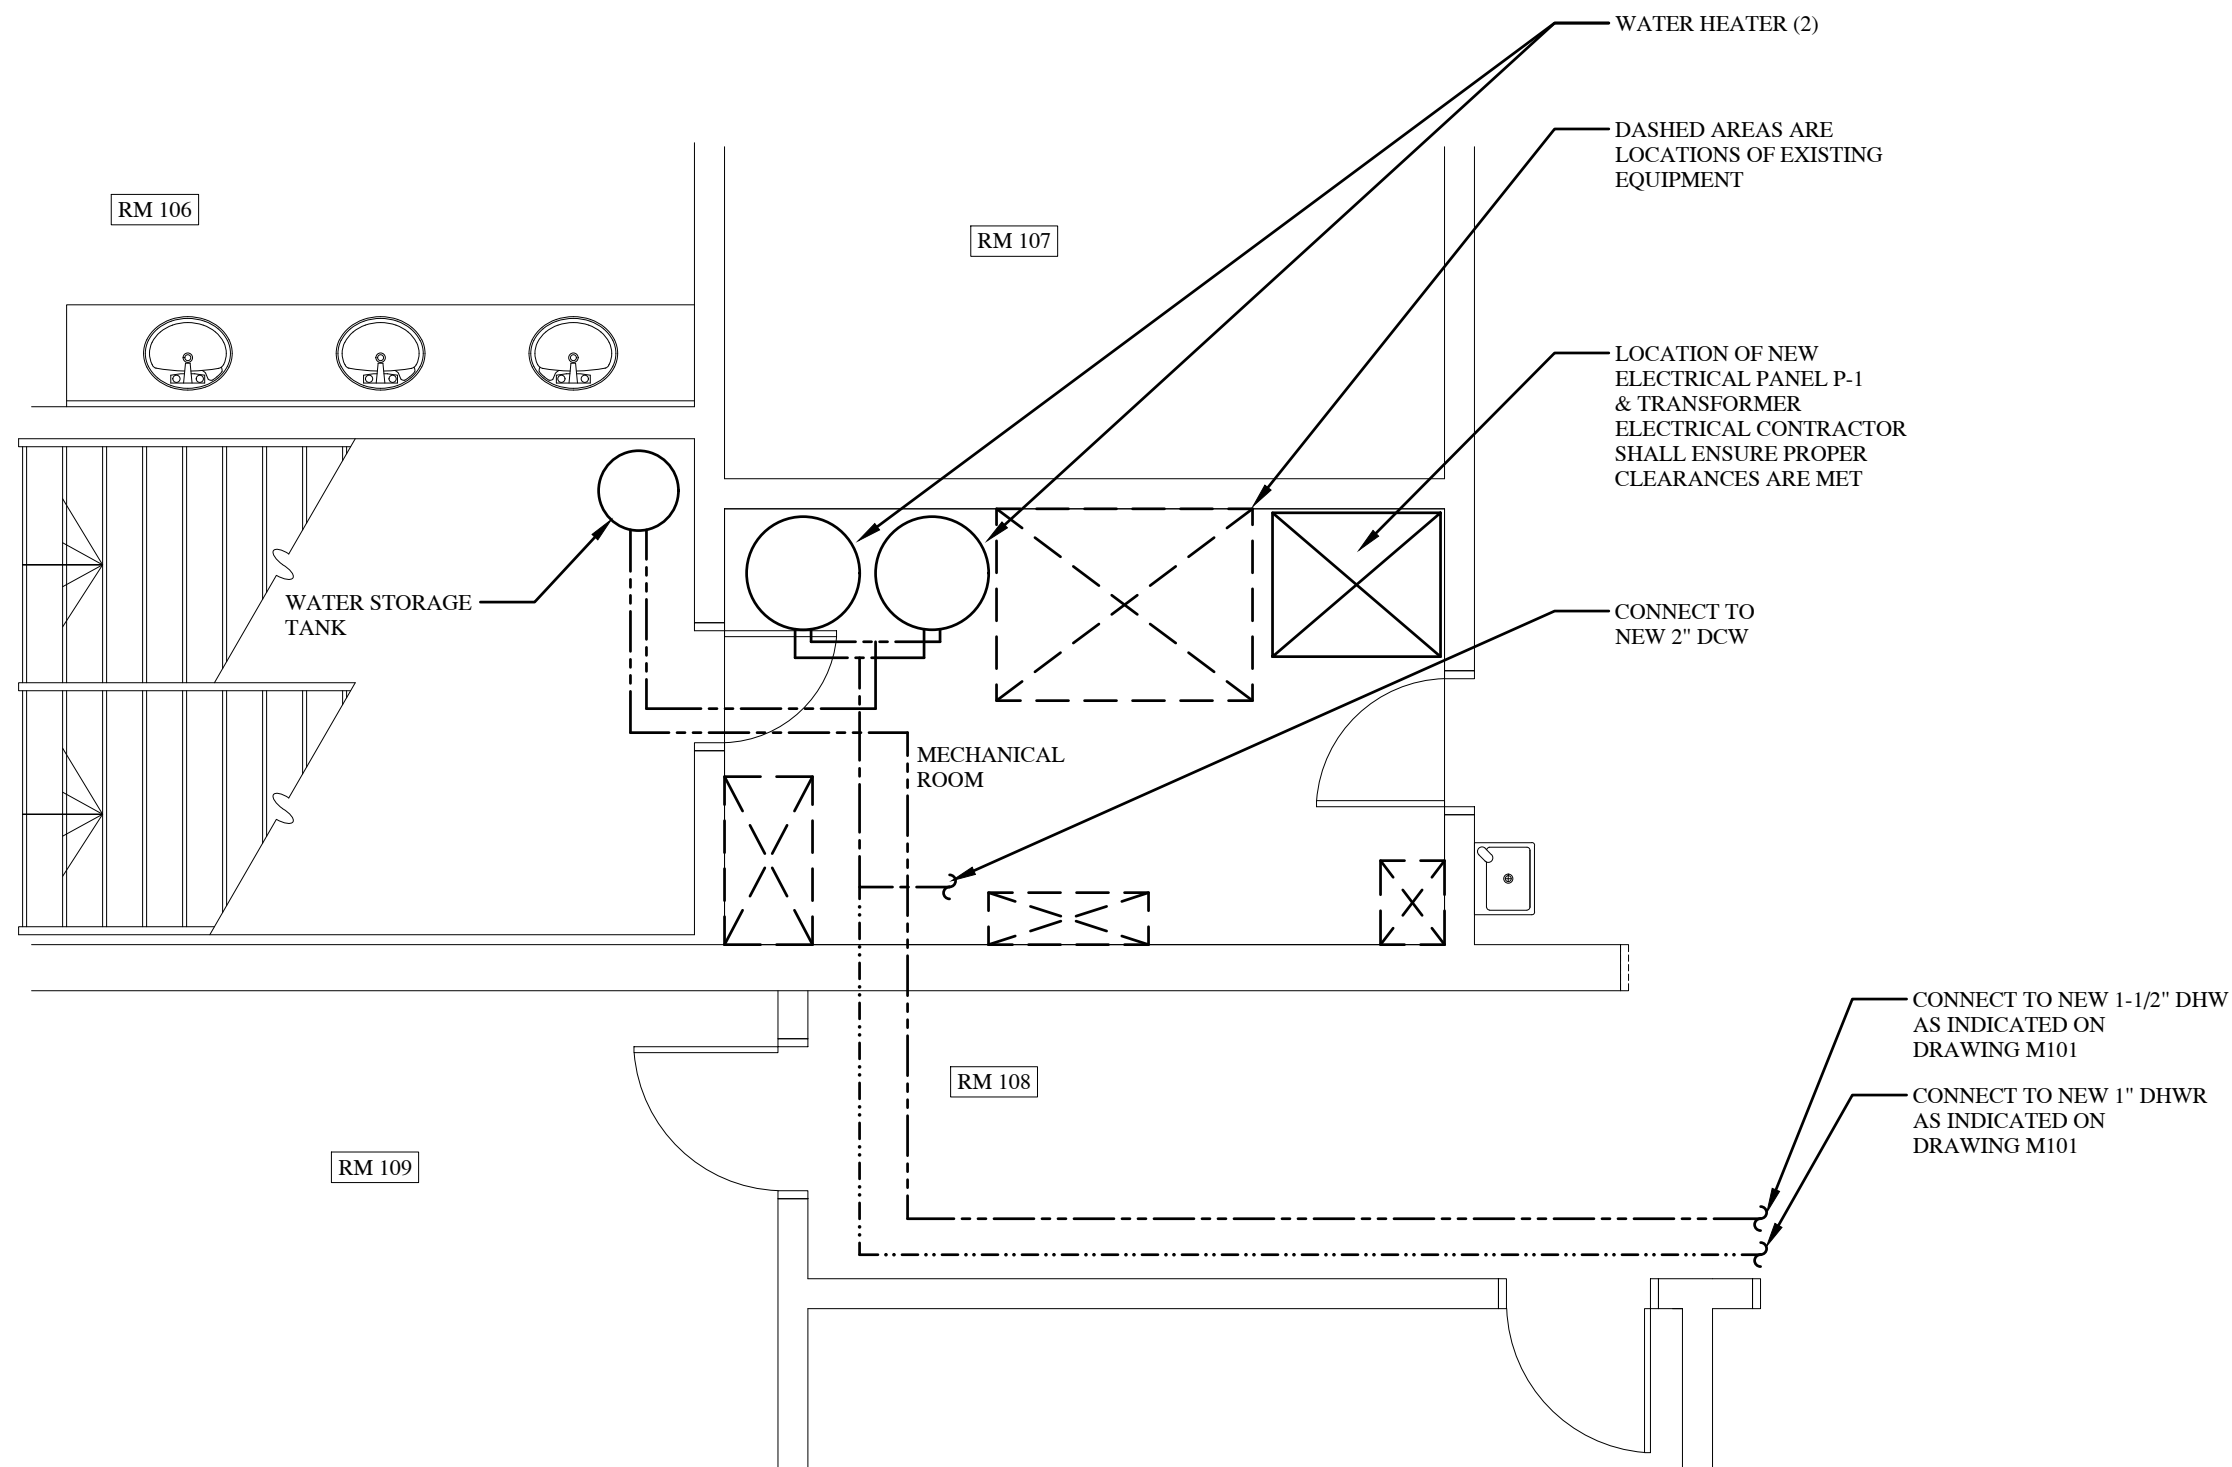 WATER HEATER (2)
DASHED AREAS ARE
LOCATIONS OF EXISTING
EQUIPMENT
RM 106
RM 107
LOCATION OF NEW
ELECTRICAL PANEL P-1
& TRANSFORMER
ELECTRICAL CONTRACTOR
SHALL ENSURE PROPER
CLEARANCES ARE MET
WATER STORAGE
TANK
CONNECT TO
NEW 2" DCW
MECHANICAL
ROOM
CONNECT TO NEW 1-1/2" DHW
AS INDICATED ON
DRAWING M101
RM 108
CONNECT TO NEW 1" DHWR
AS INDICATED ON
DRAWING M101
RM 109